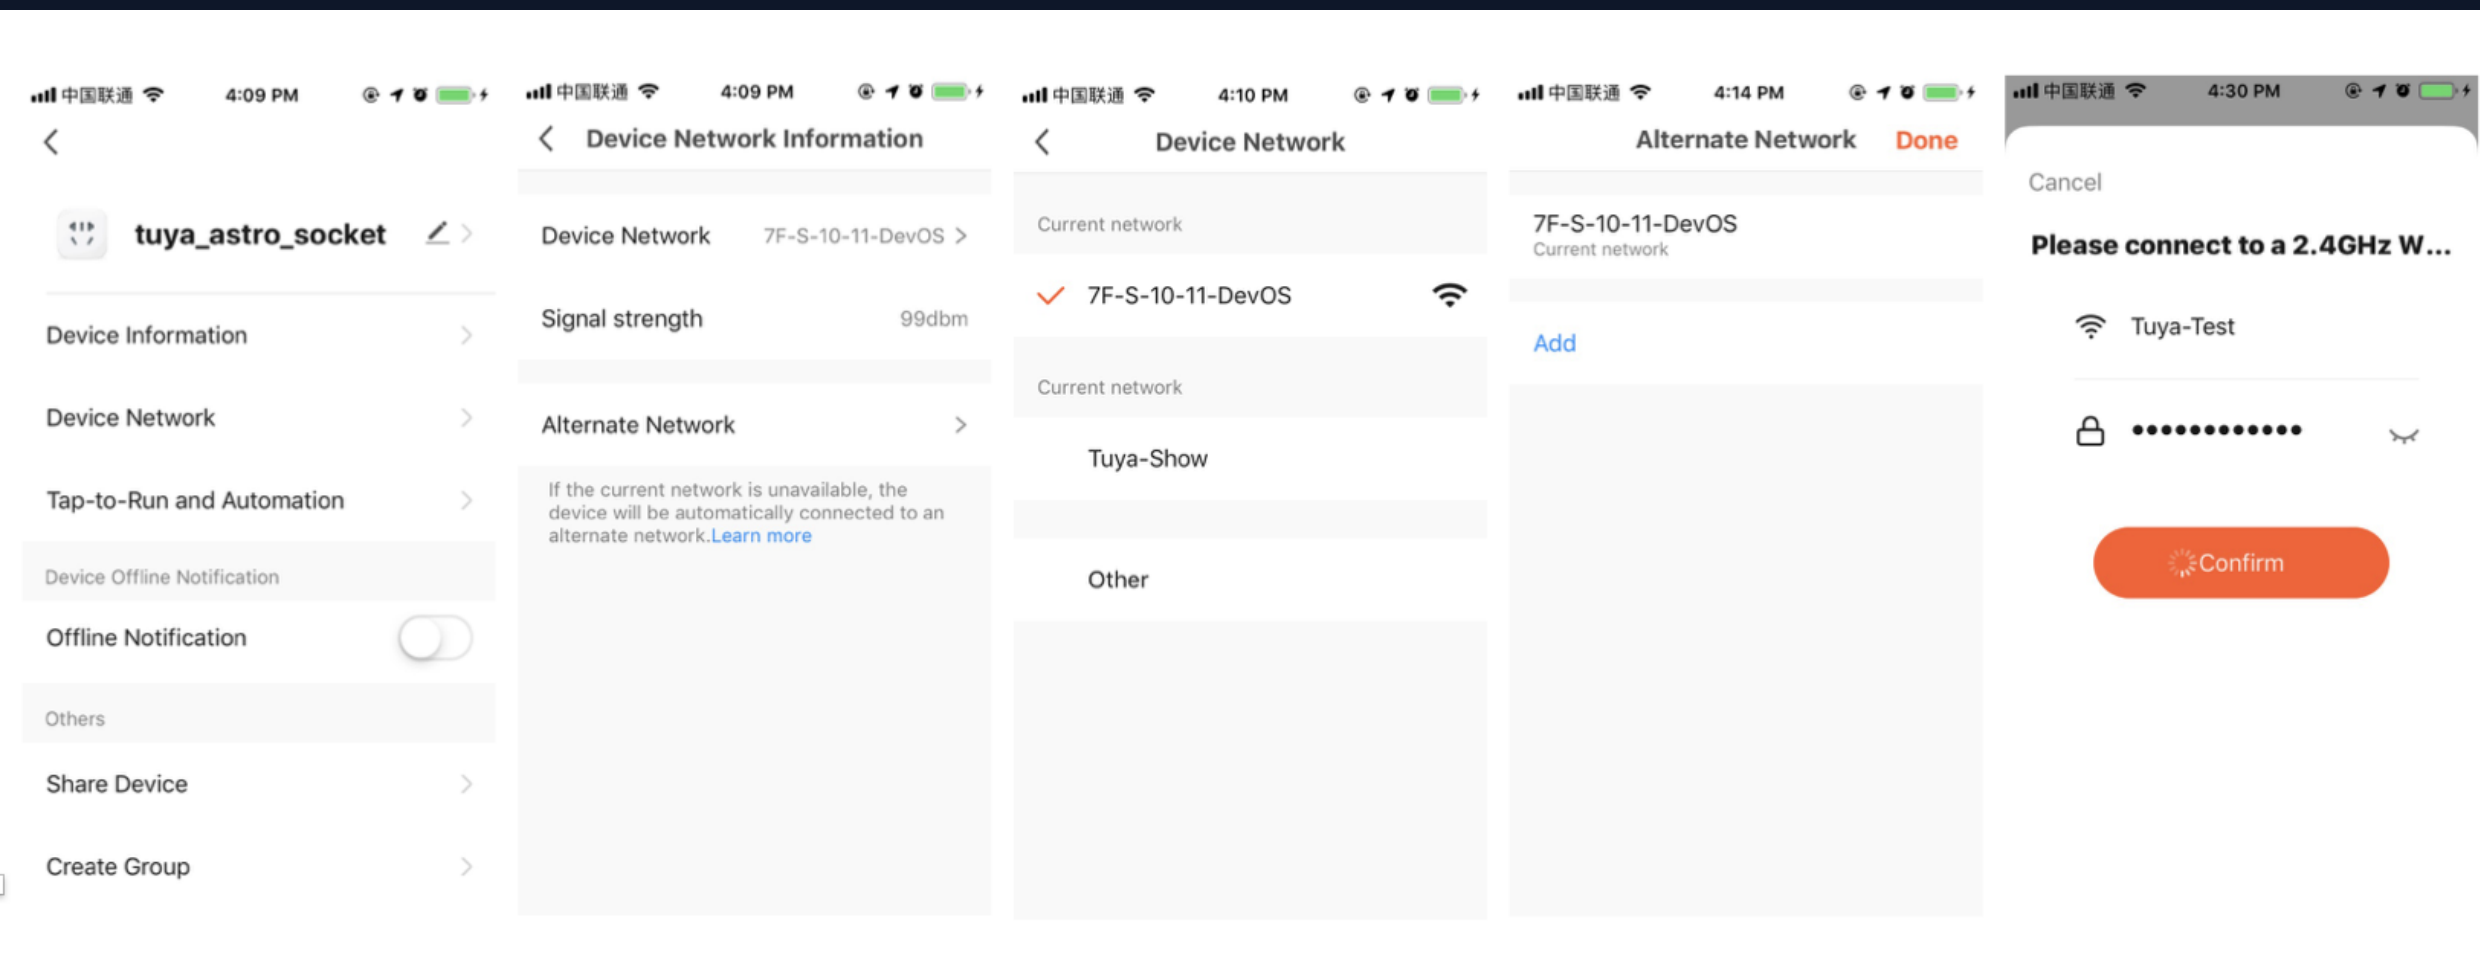 中国联通 4:09 PM
tuya_astro_socket
Device Information
Device Network
Tap-to-Run and Automation
Device Offline Notification
Offline Notification
Others
Share Device
Create Group
中国联通 4:09 PM
Device Network Information
Device Network 7F-S-10-11-DevOS
Signal strength 99dbm
Alternate Network
If the current network is unavailable, the
device will be automatically connected to an
alternate network.Learn more
中国联通 4:10 PM
Device Network
Current network
7F-S-10-11-DevOS
Current network
Tuya-Show
Other
中国联通 4:14 PM
Alternate Network Done
7F-S-10-11-DevOS
Current network
Add
中国联通 4:30 PM
Cancel
Please connect to a 2.4GHz W...
Tuya-Test
••••••••••••
Confirm